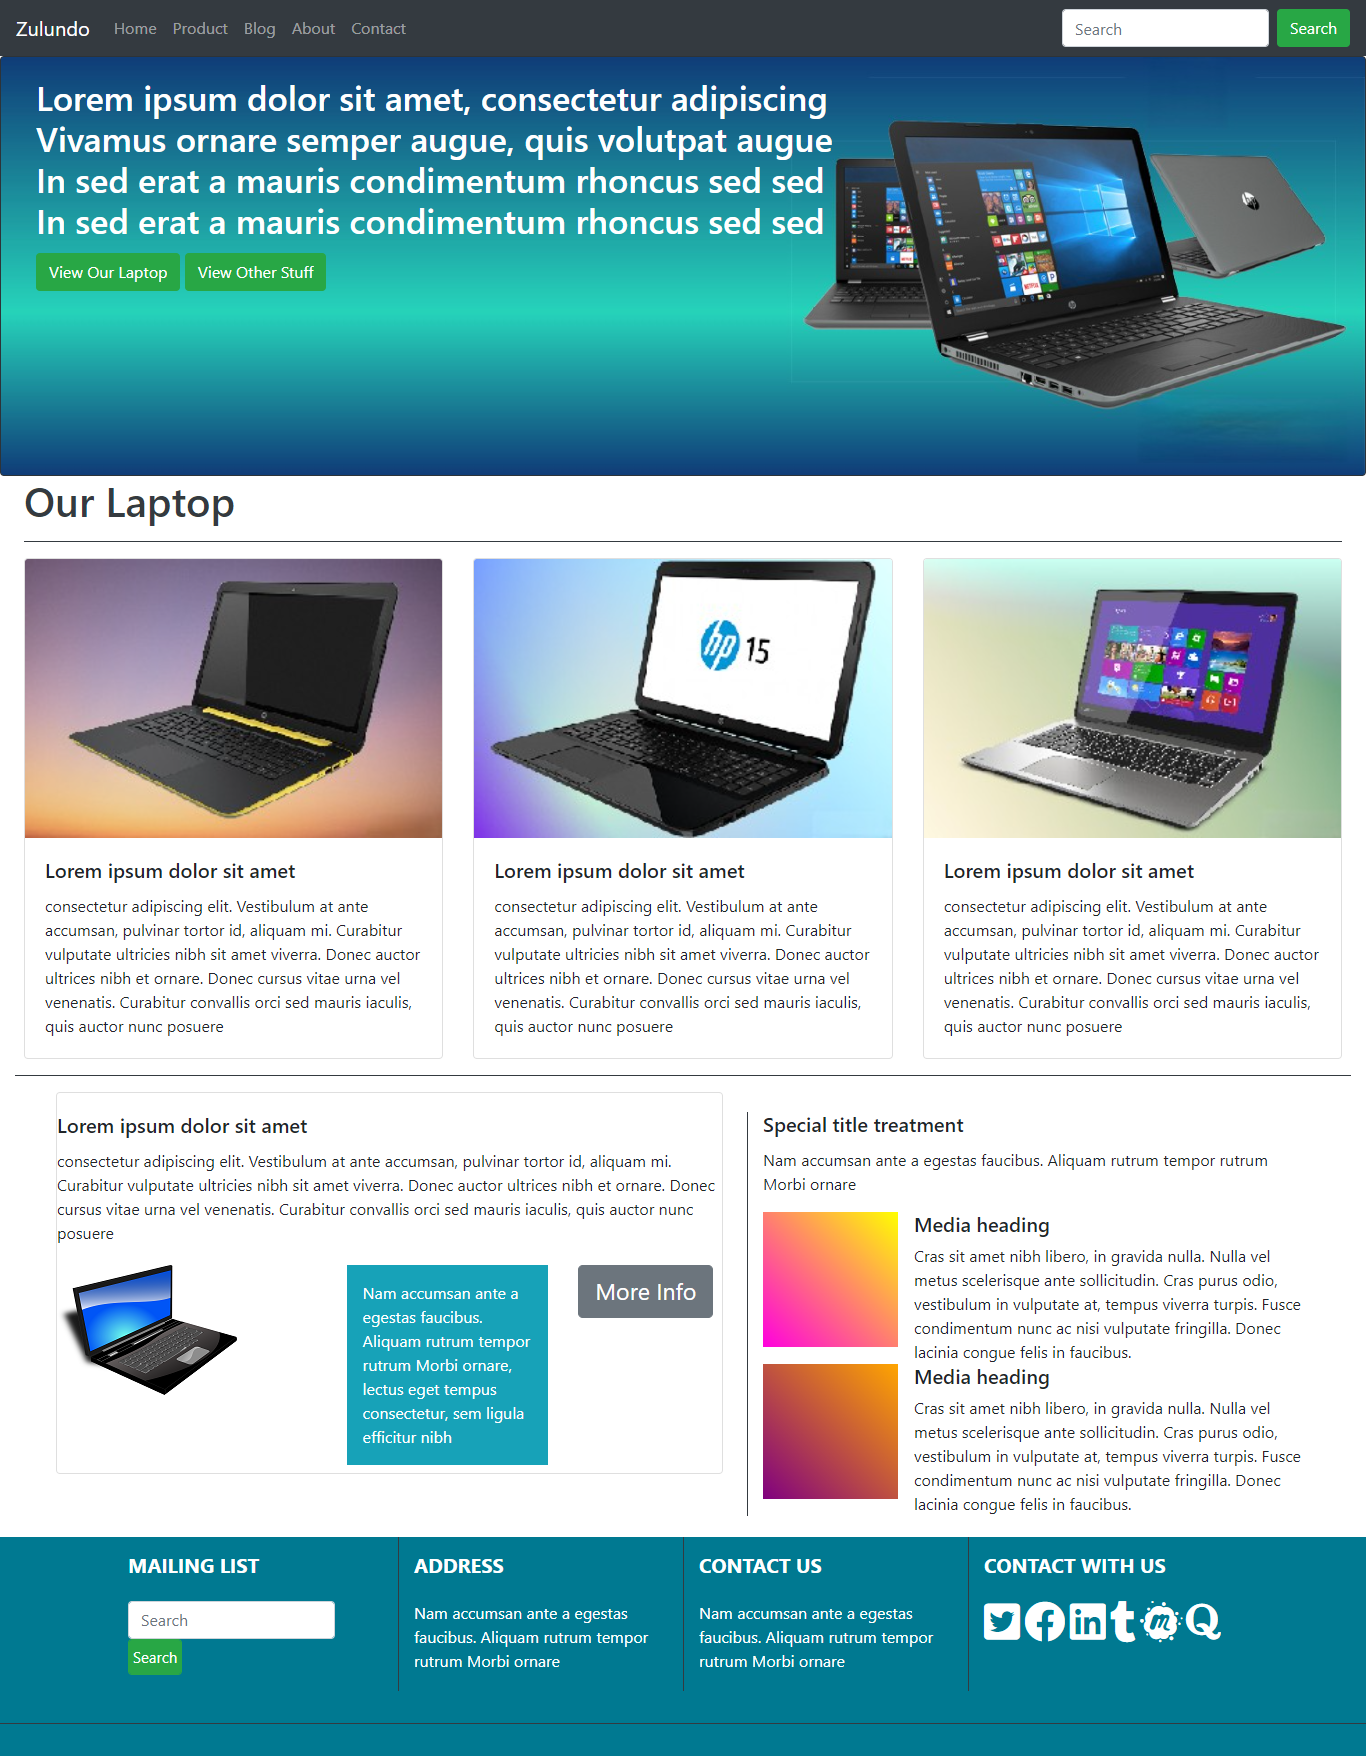 Zulundo Home Product Blog About Contact Search Search
Lorem ipsum dolor sit amet, consectetur adipiscing
Vivamus ornare semper augue, quis volutpat augue
In sed erat a mauris condimentum rhoncus sed sed
In sed erat a mauris condimentum rhoncus sed sed
View Our Laptop View Other Stuff
Our Laptop
hp 15
Lorem ipsum dolor sit amet
consectetur adipiscing elit. Vestibulum at ante
accumsan, pulvinar tortor id, aliquam mi. Curabitur
vulputate ultricies nibh sit amet viverra. Donec auctor
ultrices nibh et ornare. Donec cursus vitae urna vel
venenatis. Curabitur convallis orci sed mauris iaculis,
quis auctor nunc posuere
Lorem ipsum dolor sit amet
consectetur adipiscing elit. Vestibulum at ante
accumsan, pulvinar tortor id, aliquam mi. Curabitur
vulputate ultricies nibh sit amet viverra. Donec auctor
ultrices nibh et ornare. Donec cursus vitae urna vel
venenatis. Curabitur convallis orci sed mauris iaculis,
quis auctor nunc posuere
Lorem ipsum dolor sit amet
consectetur adipiscing elit. Vestibulum at ante
accumsan, pulvinar tortor id, aliquam mi. Curabitur
vulputate ultricies nibh sit amet viverra. Donec auctor
ultrices nibh et ornare. Donec cursus vitae urna vel
venenatis. Curabitur convallis orci sed mauris iaculis,
quis auctor nunc posuere
Lorem ipsum dolor sit amet
consectetur adipiscing elit. Vestibulum at ante accumsan, pulvinar tortor id, aliquam mi.
Curabitur vulputate ultricies nibh sit amet viverra. Donec auctor ultrices nibh et ornare. Donec
cursus vitae urna vel venenatis. Curabitur convallis orci sed mauris iaculis, quis auctor nunc
posuere
Nam accumsan ante a
egestas faucibus.
Aliquam rutrum tempor
rutrum Morbi ornare,
lectus eget tempus
consectetur, sem ligula
efficitur nibh
More Info
Special title treatment
Nam accumsan ante a egestas faucibus. Aliquam rutrum tempor rutrum
Morbi ornare
Media heading
Cras sit amet nibh libero, in gravida nulla. Nulla vel
metus scelerisque ante sollicitudin. Cras purus odio,
vestibulum in vulputate at, tempus viverra turpis. Fusce
condimentum nunc ac nisi vulputate fringilla. Donec
lacinia congue felis in faucibus.
Media heading
Cras sit amet nibh libero, in gravida nulla. Nulla vel
metus scelerisque ante sollicitudin. Cras purus odio,
vestibulum in vulputate at, tempus viverra turpis. Fusce
condimentum nunc ac nisi vulputate fringilla. Donec
lacinia congue felis in faucibus.
MAILING LIST
Search
Search
ADDRESS
Nam accumsan ante a egestas
faucibus. Aliquam rutrum tempor
rutrum Morbi ornare
CONTACT US
Nam accumsan ante a egestas
faucibus. Aliquam rutrum tempor
rutrum Morbi ornare
CONTACT WITH US